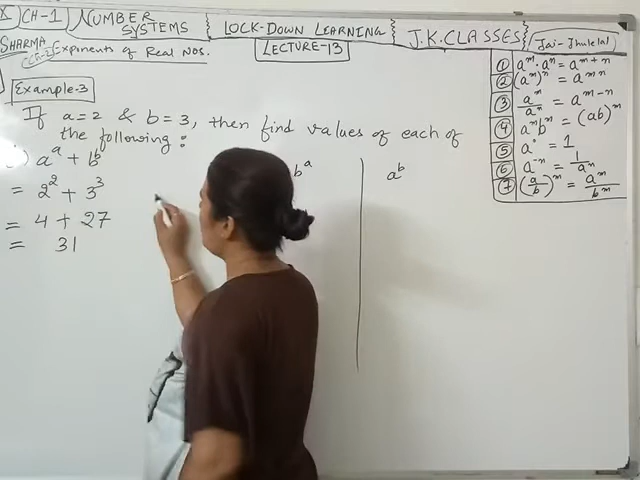 X) CH-1 NUMBER SYSTEMS
LOCK-DOWN LEARNING
J.K.CLASSES
Jai-Jhulelal
SHARMA
Exponents of Real Nos.
LECTURE-13
Example-3
If a=2 & b=3, then find values of each of
the following:
a^a + b^b
= 2^2 + 3^3
= 4 + 27
= 31
b^a
a^b
① a^m . a^n = a^{m+n}
② (a^m)^n = a^{mn}
③ a^m/a^n = a^{m-n}
④ a^m b^m = (ab)^m
⑤ a^0 = 1
⑥ a^{-n} = 1/a^n
⑦ (a/b)^m = a^m/b^m